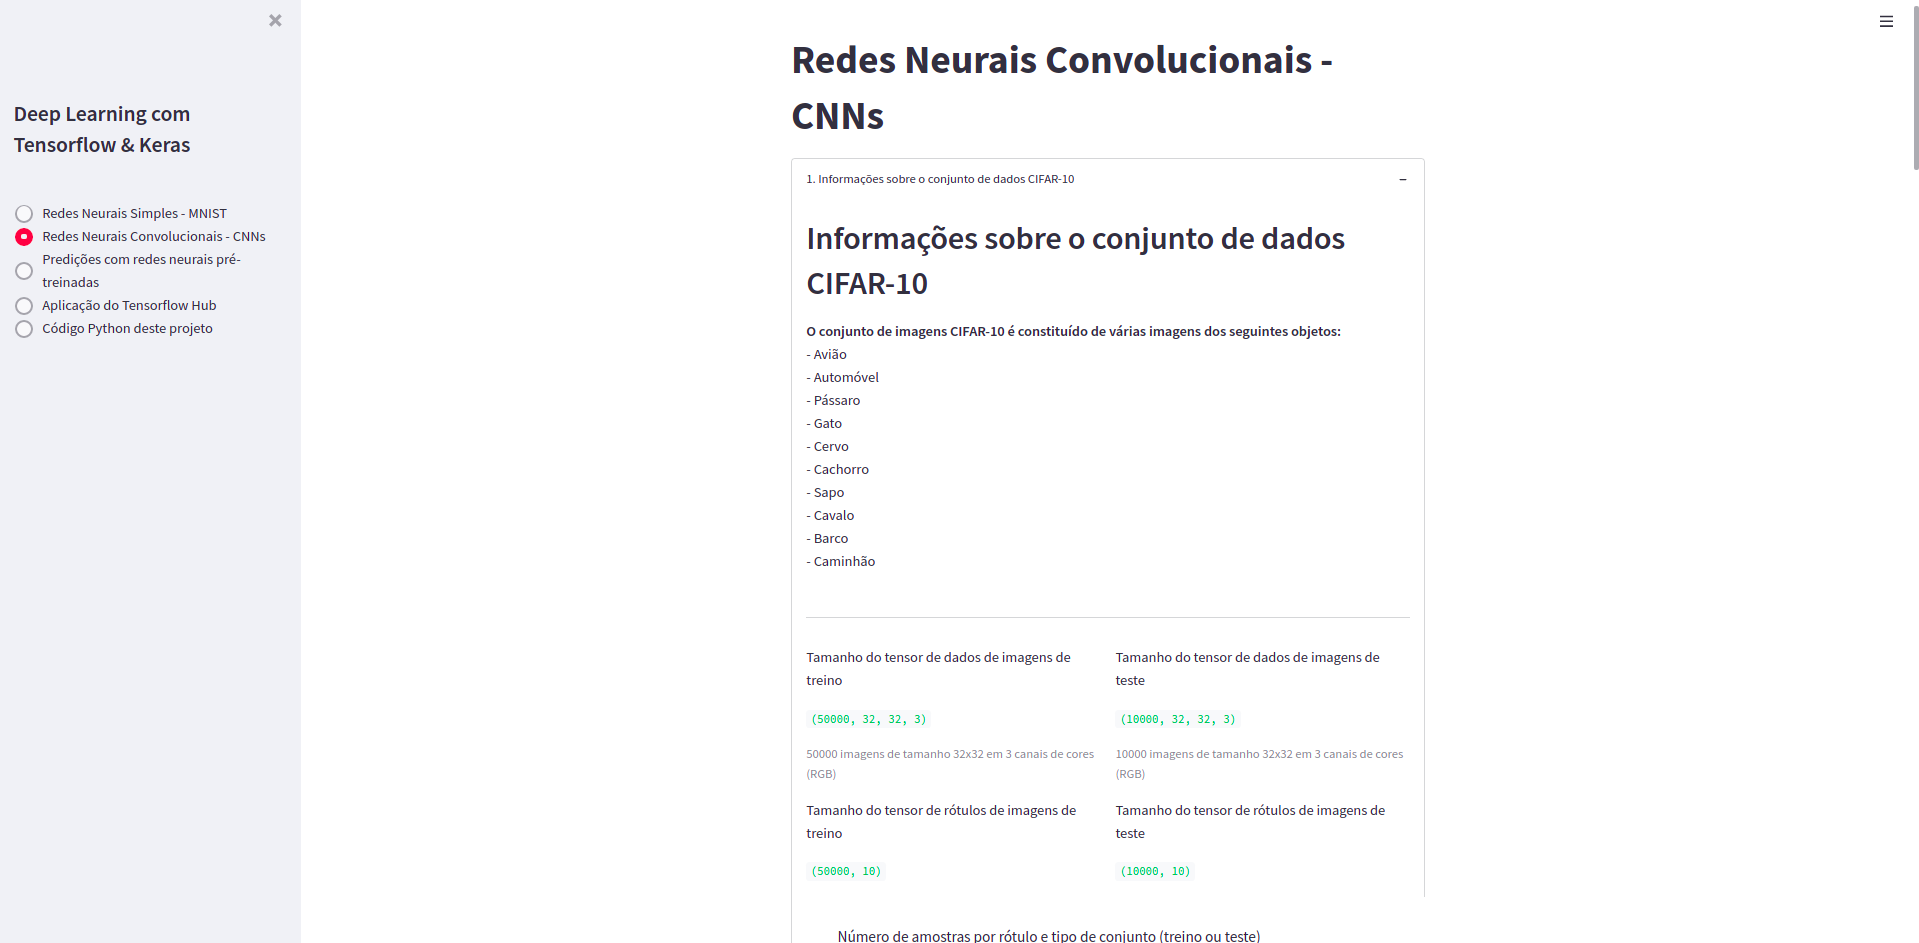 Deep Learning com
Tensorflow & Keras
Redes Neurais Simples - MNIST
Redes Neurais Convolucionais - CNNs
Predições com redes neurais pré-
treinadas
Aplicação do Tensorflow Hub
Código Python deste projeto
Redes Neurais Convolucionais -
CNNs
1. Informações sobre o conjunto de dados CIFAR-10
Informações sobre o conjunto de dados
CIFAR-10
O conjunto de imagens CIFAR-10 é constituído de várias imagens dos seguintes objetos:
- Avião
- Automóvel
- Pássaro
- Gato
- Cervo
- Cachorro
- Sapo
- Cavalo
- Barco
- Caminhão
Tamanho do tensor de dados de imagens de
treino
(50000, 32, 32, 3)
50000 imagens de tamanho 32x32 em 3 canais de cores
(RGB)
Tamanho do tensor de rótulos de imagens de
treino
(50000, 10)
Tamanho do tensor de dados de imagens de
teste
(10000, 32, 32, 3)
10000 imagens de tamanho 32x32 em 3 canais de cores
(RGB)
Tamanho do tensor de rótulos de imagens de
teste
(10000, 10)
Número de amostras por rótulo e tipo de conjunto (treino ou teste)